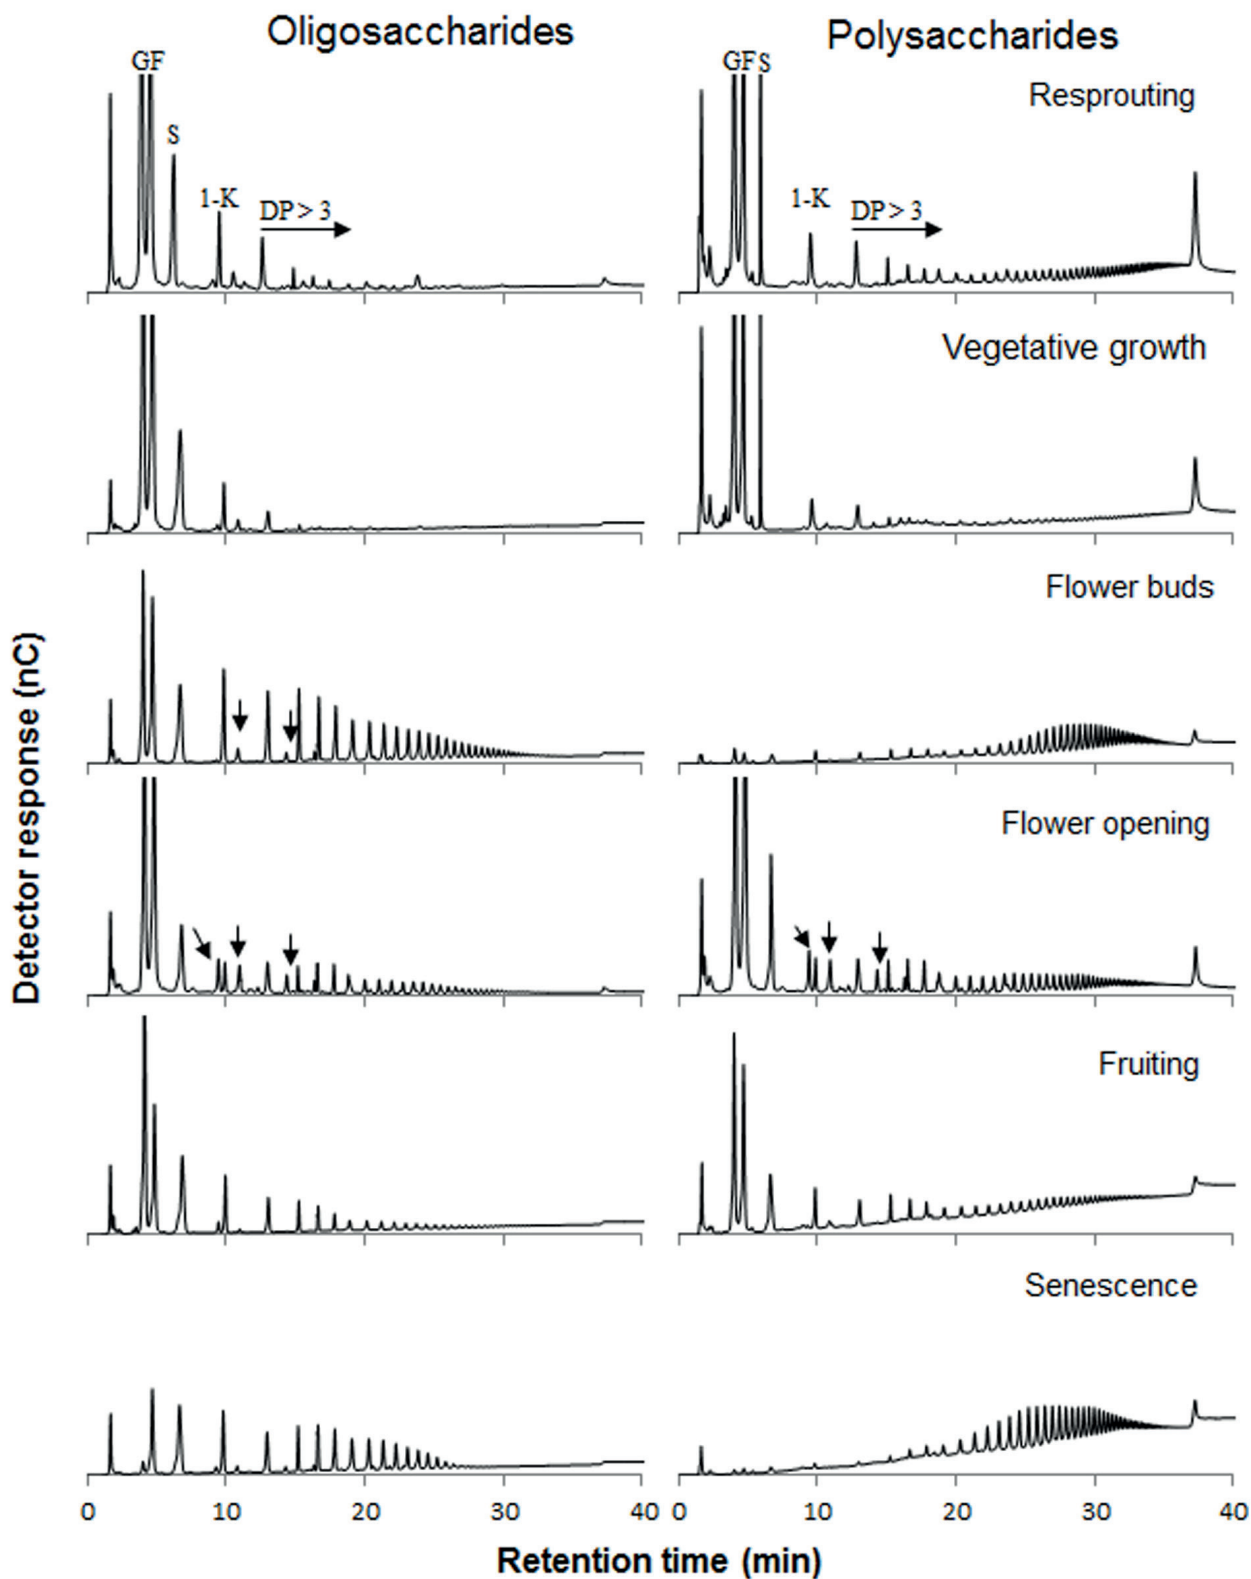 Oligosaccharides
Polysaccharides
GF
S
1-K
DP > 3
GF S
1-K
DP > 3
Resprouting
Vegetative growth
Flower buds
Flower opening
Fruiting
Senescence
Detector response (nC)
0 10 20 30 40
0 10 20 30 40
Retention time (min)